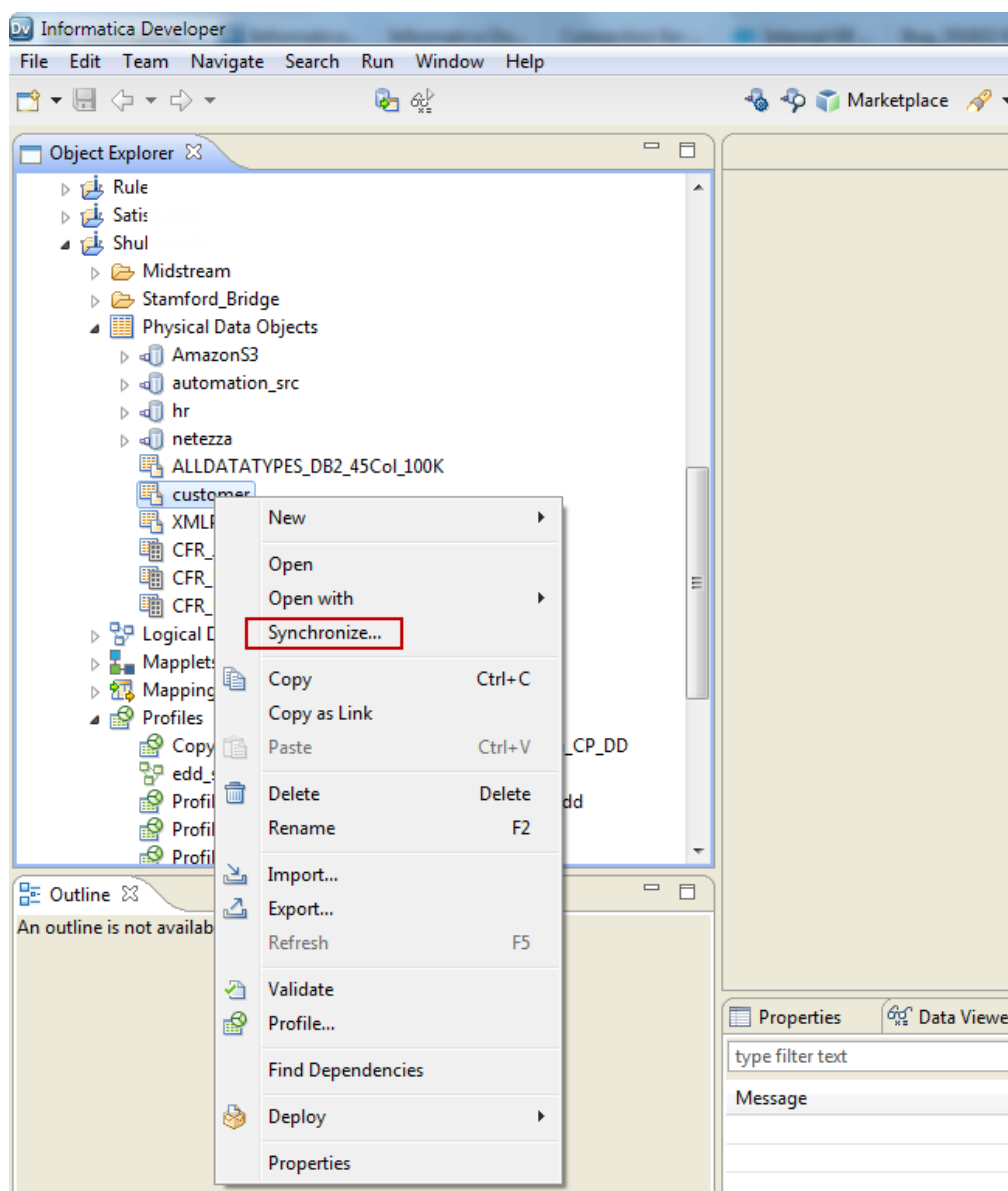 Dv Informatica Developer
File Edit Team Navigate Search Run Window Help
Marketplace
Object Explorer
Rule
Satis
Shul
Midstream
Stamford_Bridge
Physical Data Objects
AmazonS3
automation_src
hr
netezza
ALLDATATYPES_DB2_45Col_100K
customer
XMLF
CFR_
CFR_
CFR_
Logical D
Mapplets
Mapping
Profiles
Copy _CP_DD
edd_s
Profil dd
Profil
Profil
New
Open
Open with
Synchronize...
Copy Ctrl+C
Copy as Link
Paste Ctrl+V
Delete Delete
Rename F2
Import...
Export...
Refresh F5
Validate
Profile...
Find Dependencies
Deploy
Properties
Outline
An outline is not availab
Properties Data Viewe
type filter text
Message